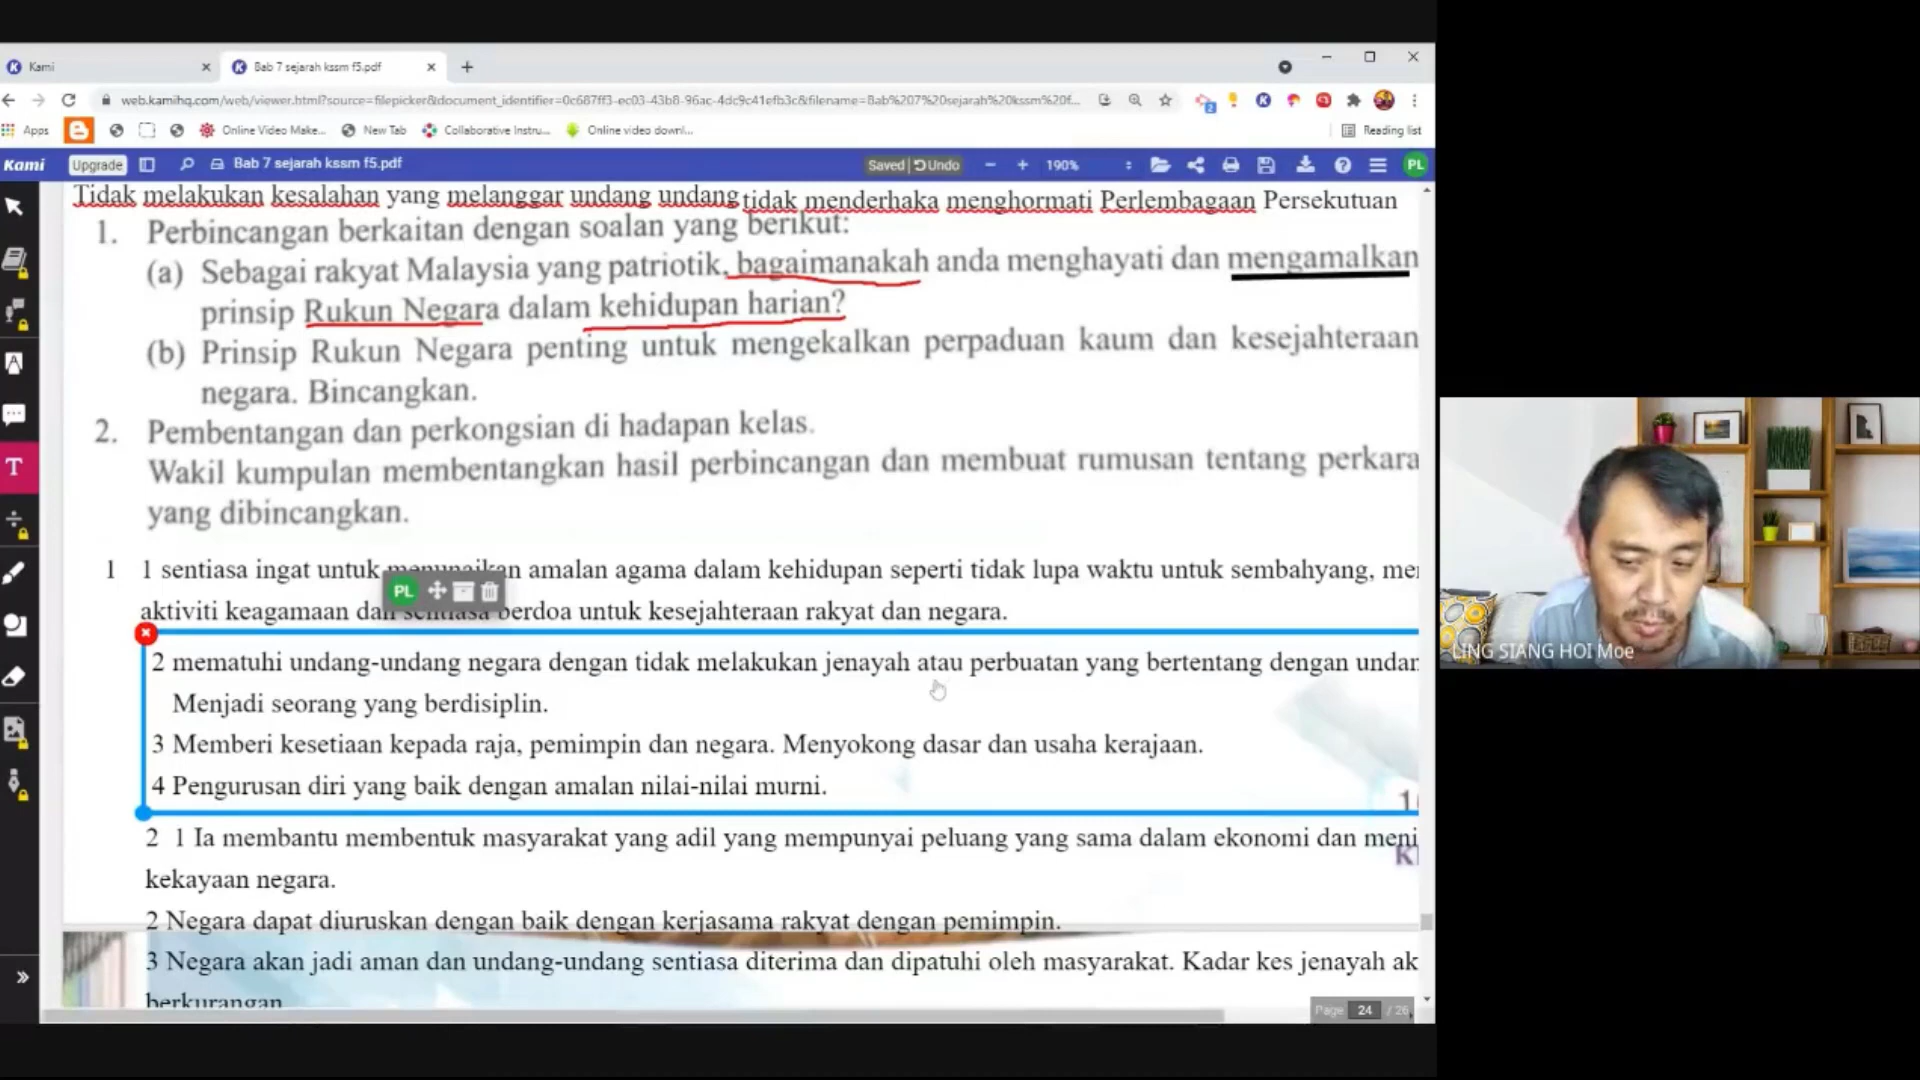 Kami
Bab 7 sejarah kssm f5.pdf
web.kamihq.com/web/viewer.html?source=filepicker&document_identifier=0c687ff3-ec03-43b8-96ac-4dc9c41efb3c&filename=Bab%207%20sejarah%20kssm%20f...
Apps
Online Video Make...
New Tab
Collaborative Instru...
Online video downl...
Reading list
Kami
Upgrade
Bab 7 sejarah kssm f5.pdf
Saved
Undo
190%
PL
Tidak melakukan kesalahan yang melanggar undang undang tidak menderhaka menghormati Perlembagaan Persekutuan
1. Perbincangan berkaitan dengan soalan yang berikut:
(a) Sebagai rakyat Malaysia yang patriotik, bagaimanakah anda menghayati dan mengamalkan
prinsip Rukun Negara dalam kehidupan harian?
(b) Prinsip Rukun Negara penting untuk mengekalkan perpaduan kaum dan kesejahteraan
negara. Bincangkan.
2. Pembentangan dan perkongsian di hadapan kelas.
Wakil kumpulan membentangkan hasil perbincangan dan membuat rumusan tentang perkara
yang dibincangkan.
1 1 sentiasa ingat untuk menunaikan amalan agama dalam kehidupan seperti tidak lupa waktu untuk sembahyang, me
PL
aktiviti keagamaan dan sentiasa berdoa untuk kesejahteraan rakyat dan negara.
2 mematuhi undang-undang negara dengan tidak melakukan jenayah atau perbuatan yang bertentang dengan undan
Menjadi seorang yang berdisiplin.
3 Memberi kesetiaan kepada raja, pemimpin dan negara. Menyokong dasar dan usaha kerajaan.
4 Pengurusan diri yang baik dengan amalan nilai-nilai murni.
2 1 Ia membantu membentuk masyarakat yang adil yang mempunyai peluang yang sama dalam ekonomi dan meni
kekayaan negara.
2 Negara dapat diuruskan dengan baik dengan kerjasama rakyat dengan pemimpin.
3 Negara akan jadi aman dan undang-undang sentiasa diterima dan dipatuhi oleh masyarakat. Kadar kes jenayah ak
berkurangan
Page 24 / 26
LING SIANG HOI Moe